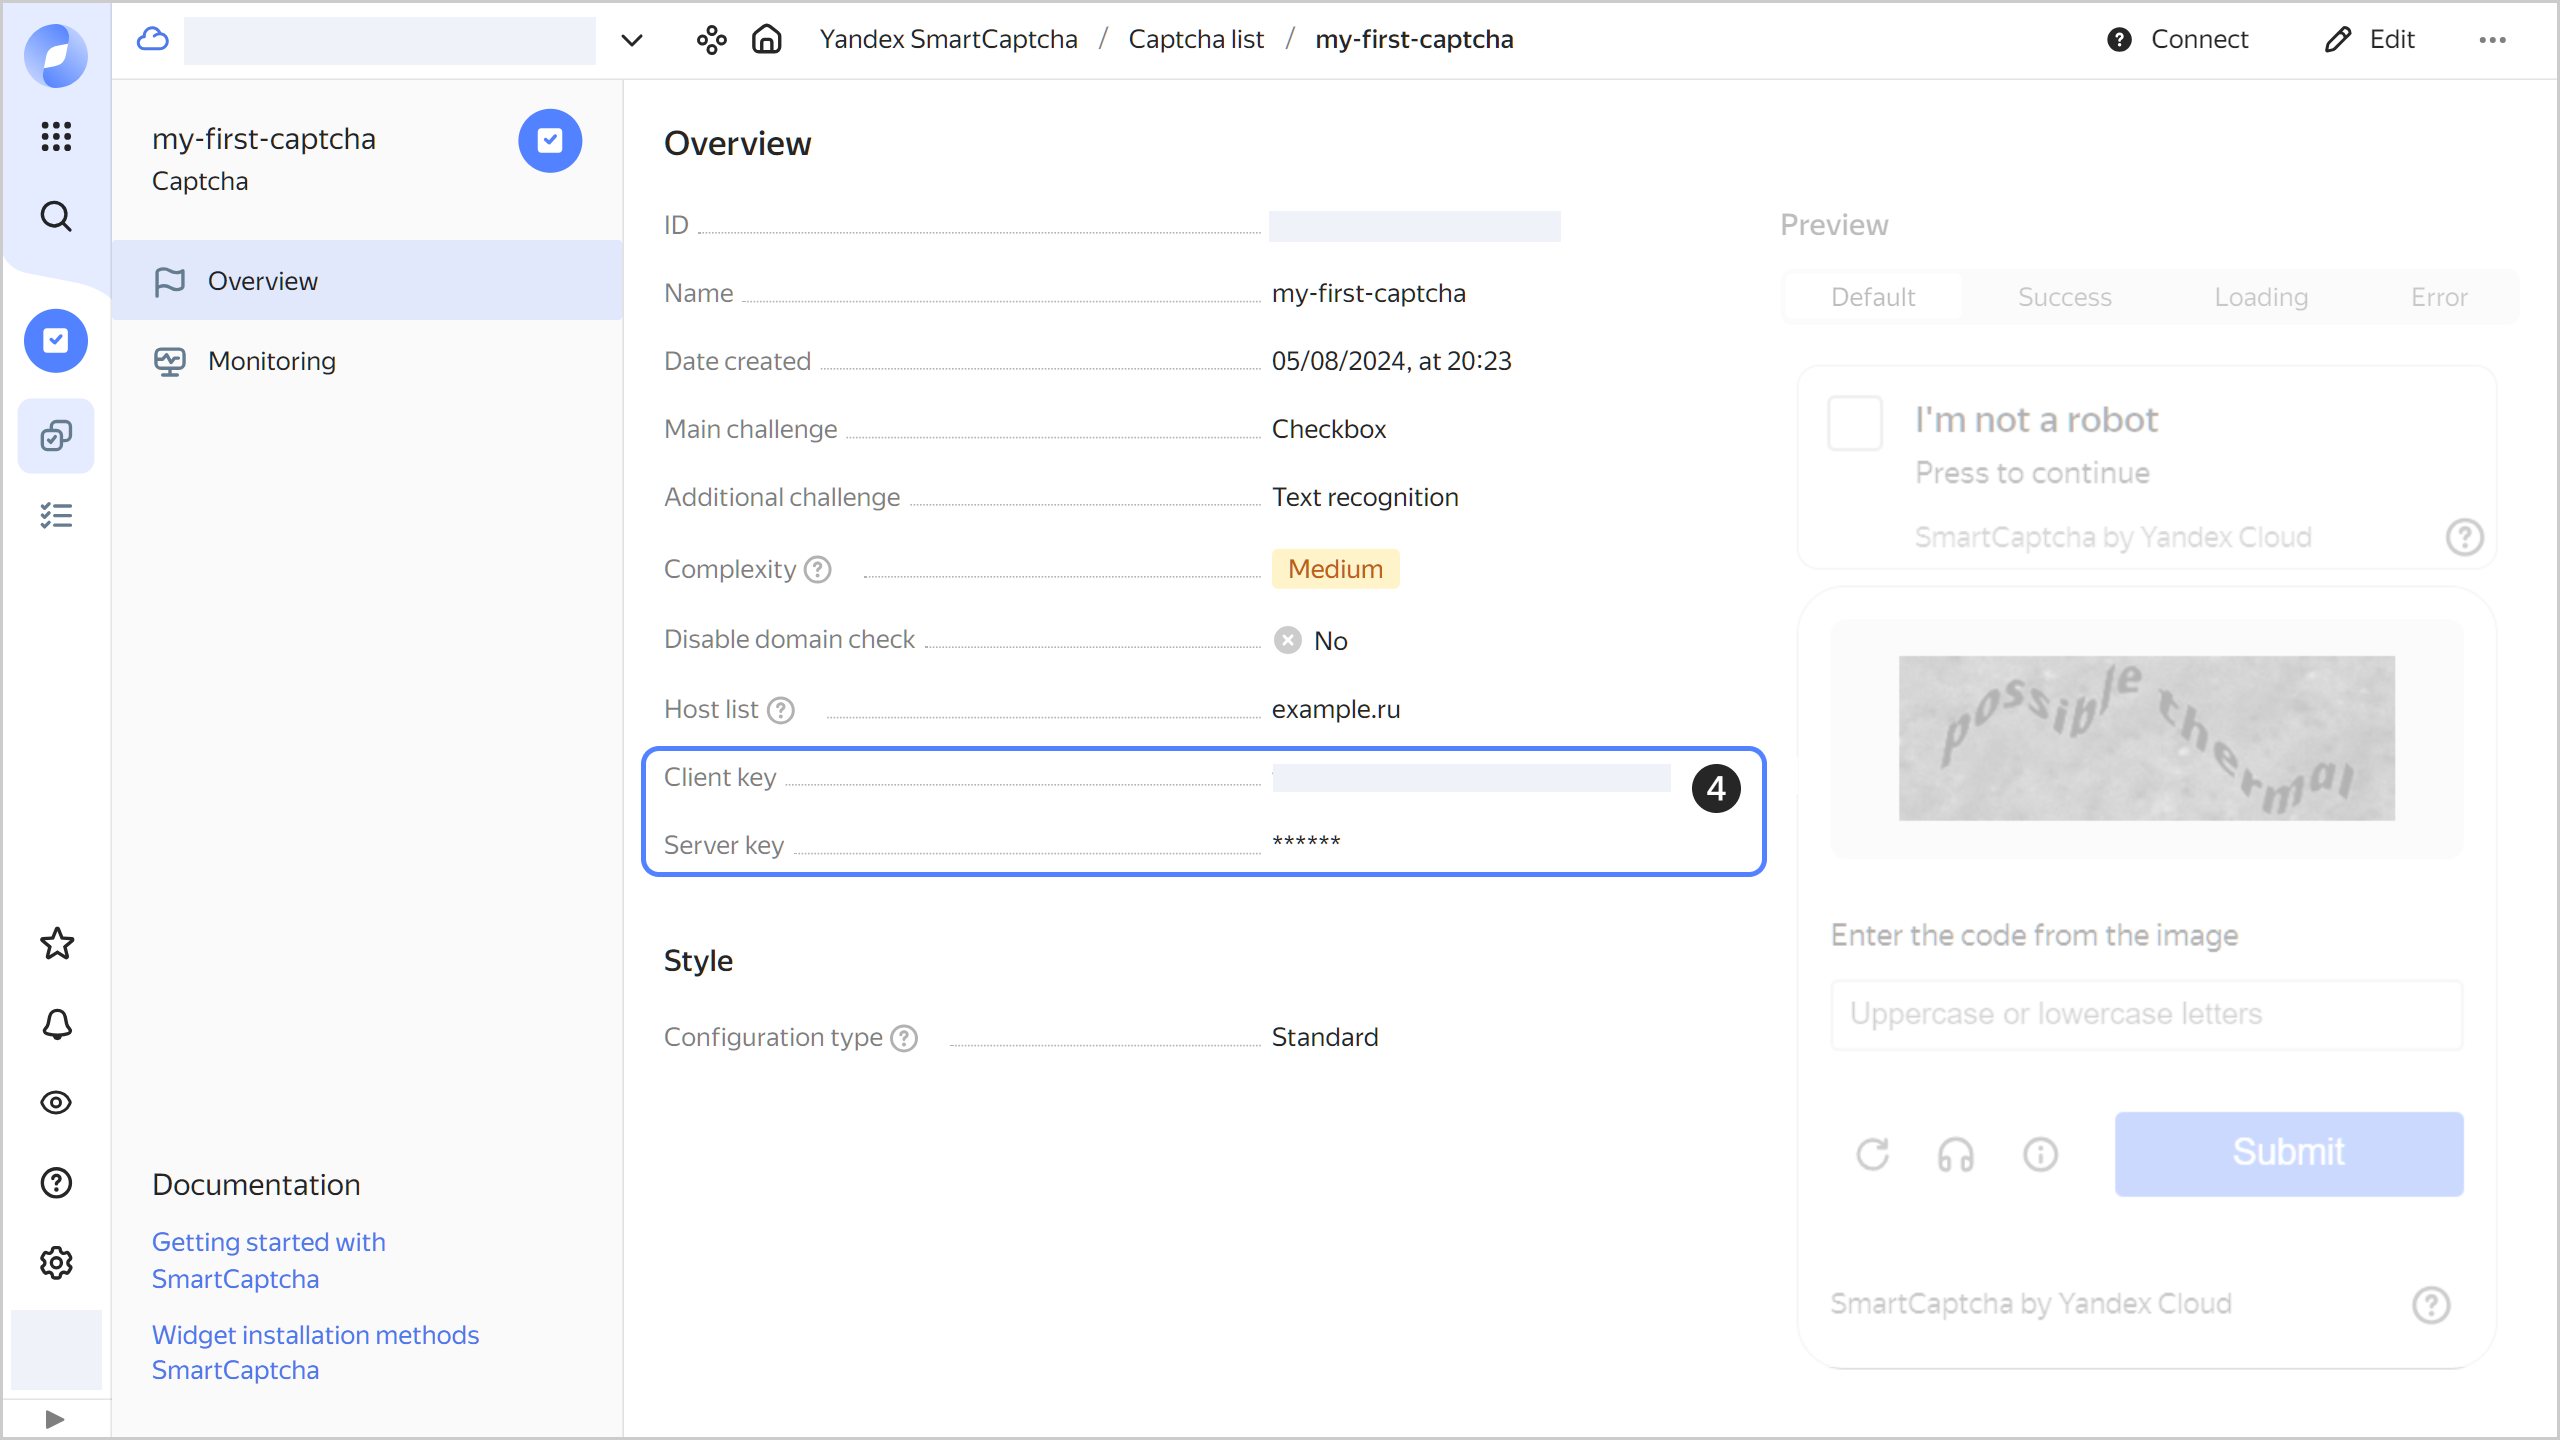 Yandex SmartCaptcha / Captcha list / my-first-captcha
Connect
Edit
my-first-captcha
Captcha
Overview
Monitoring
Documentation
Getting started with
SmartCaptcha
Widget installation methods
SmartCaptcha
Overview
ID
Name my-first-captcha
Date created 05/08/2024, at 20:23
Main challenge Checkbox
Additional challenge Text recognition
Complexity Medium
Disable domain check No
Host list example.ru
Client key
4
Server key ******
Style
Configuration type Standard
Preview
Default Success Loading Error
I'm not a robot
Press to continue
SmartCaptcha by Yandex Cloud
possible thermal
Enter the code from the image
Uppercase or lowercase letters
Submit
SmartCaptcha by Yandex Cloud